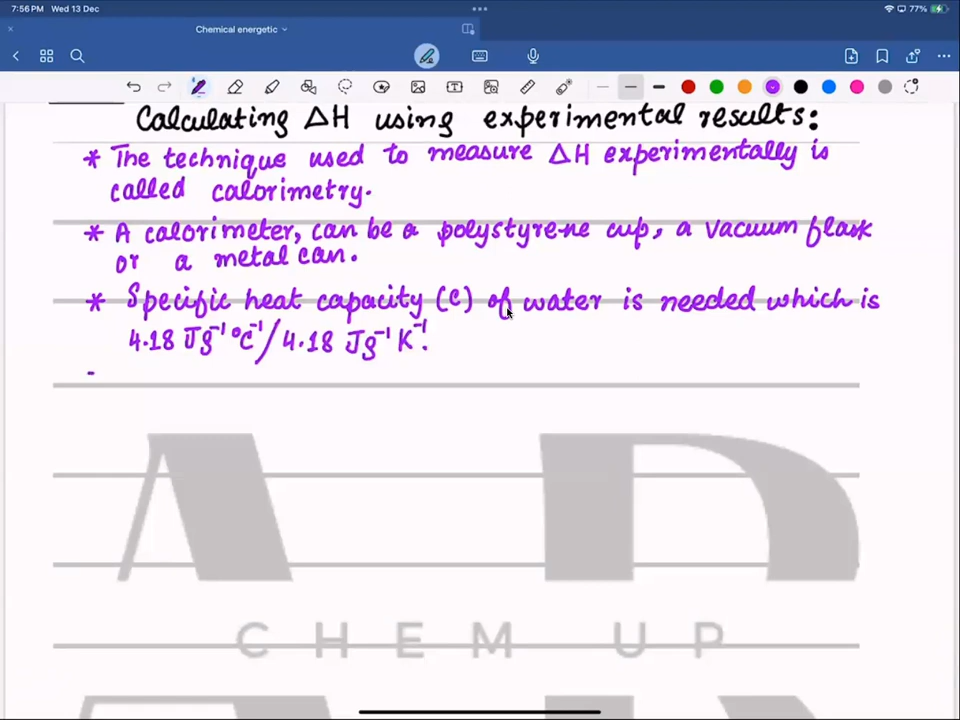 7:56 PM Wed 13 Dec
77%
Chemical energetic
Calculating ΔH using experimental results:
* The technique used to measure ΔH experimentally is
called calorimetry.
* A calorimeter, can be a polystyrene cup, a vacuum flask
or a metal can.
* Specific heat capacity (c) of water is needed which is
4.18 Jg⁻¹ °C⁻¹/4.18 Jg⁻¹ K⁻¹.
AD
CHEM UP